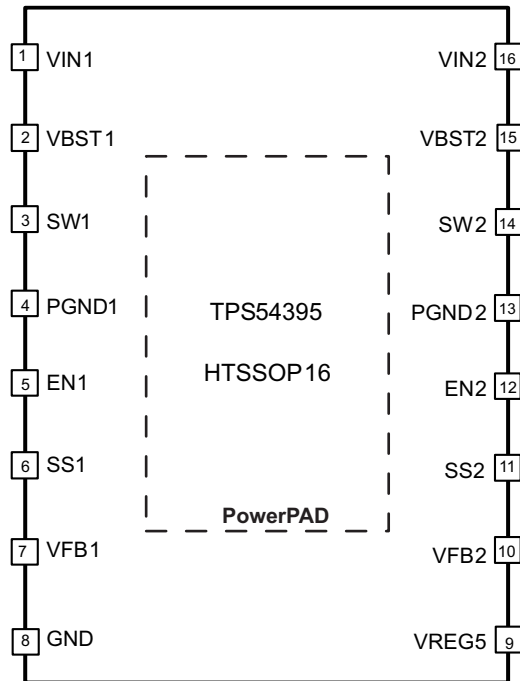 1 VIN1
VIN2 16
2 VBST1
VBST2 15
3 SW1
SW2 14
4 PGND1
PGND2 13
TPS54395
HTSSOP16
5 EN1
EN2 12
6 SS1
SS2 11
PowerPAD
7 VFB1
VFB2 10
8 GND
VREG5 9